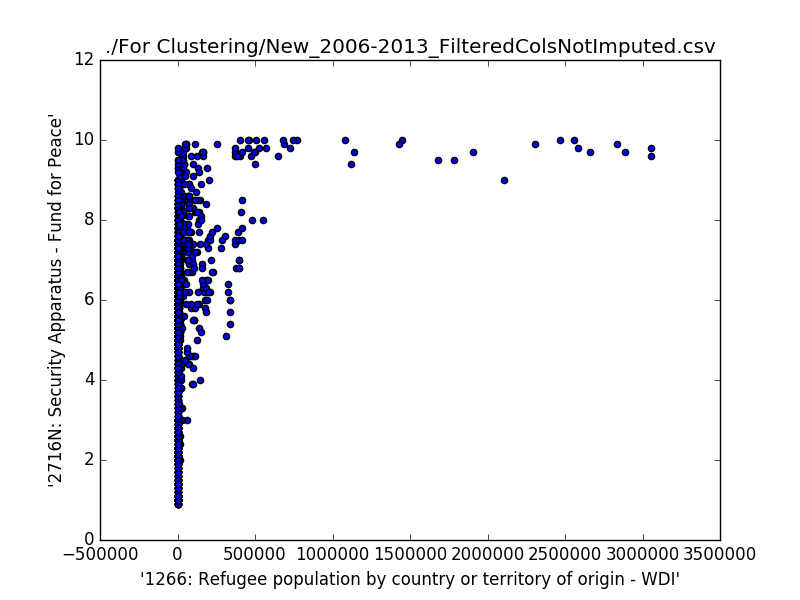 ./For Clustering/New_2006-2013_FilteredColsNotImputed.csv
12
10
8
6
4
2
0
'2716N: Security Apparatus - Fund for Peace'
−500000 0 500000 1000000 1500000 2000000 2500000 3000000 3500000
'1266: Refugee population by country or territory of origin - WDI'